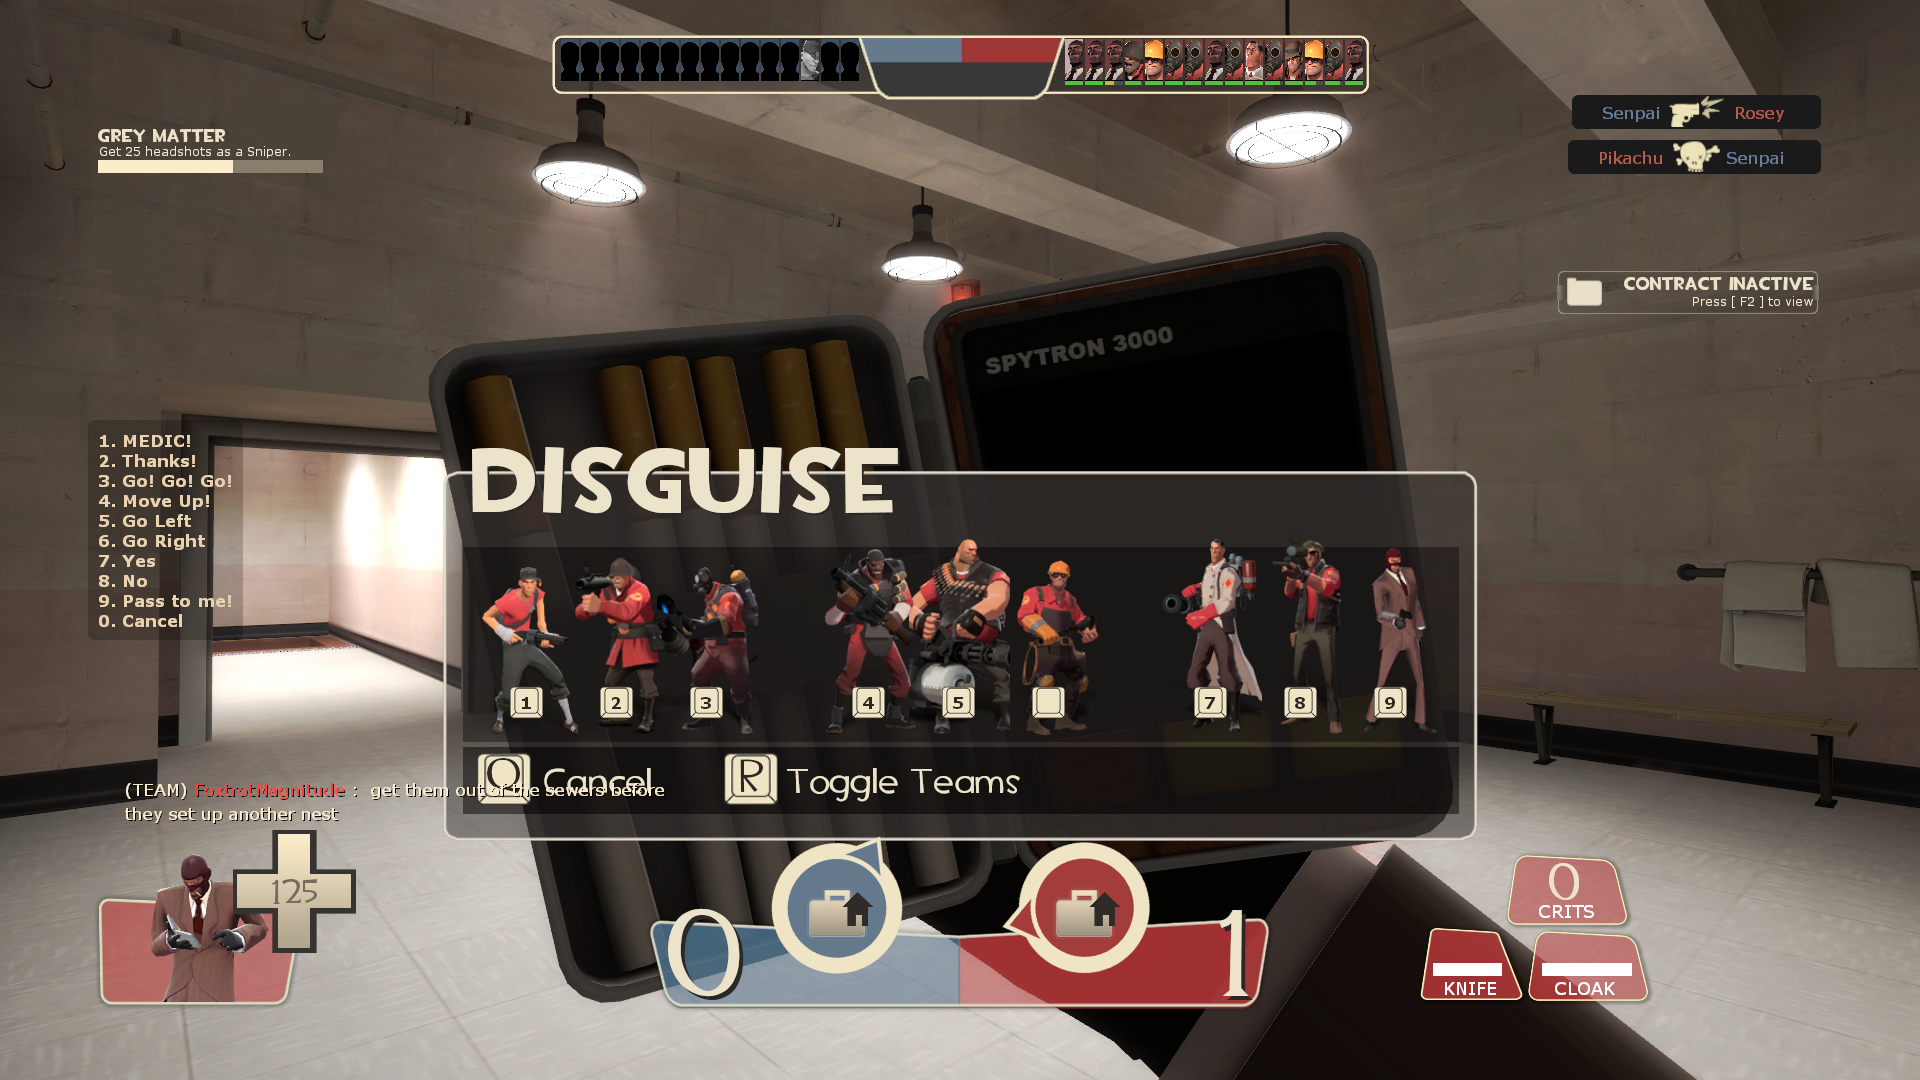 GREY MATTER
Get 25 headshots as a Sniper.
Senpai Rosey
Pikachu Senpai
CONTRACT INACTIVE
Press [ F2 ] to view
SPYTRON 3000
1. MEDIC!
2. Thanks!
3. Go! Go! Go!
4. Move Up!
5. Go Left
6. Go Right
7. Yes
8. No
9. Pass to me!
0. Cancel
DISGUISE
1 2 3 4 5 7 8 9
Q Cancel R Toggle Teams
(TEAM) FoxtrotMagnitude : get them out of the sewers before
they set up another nest
125
0 1
0
CRITS
KNIFE CLOAK